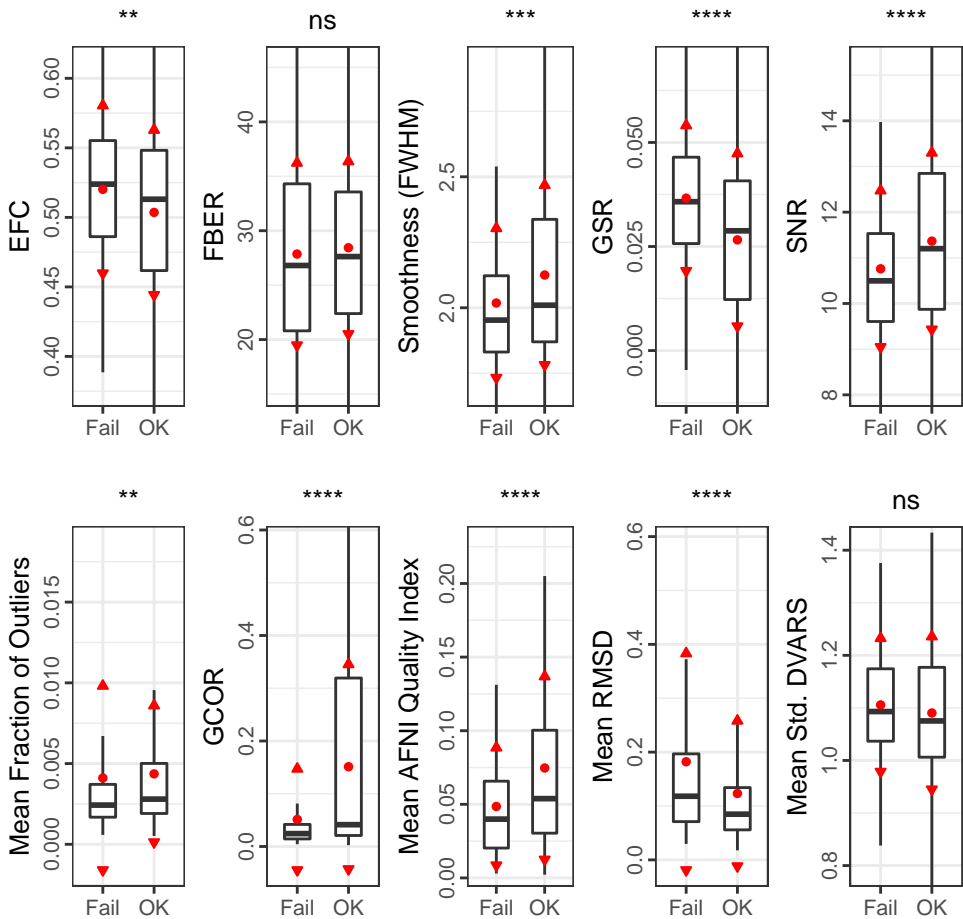 **
ns
***
****
****
EFC
0.60
0.55
0.50
0.45
0.40
Fail OK
FBER
40
30
20
Fail OK
Smoothness (FWHM)
2.5
2.0
Fail OK
GSR
0.050
0.025
0.000
Fail OK
SNR
14
12
10
8
Fail OK
**
****
****
****
ns
Mean Fraction of Outliers
0.015
0.010
0.005
0.000
Fail OK
GCOR
0.6
0.4
0.2
0.0
Fail OK
Mean AFNI Quality Index
0.20
0.15
0.10
0.05
0.00
Fail OK
Mean RMSD
0.6
0.4
0.2
0.0
Fail OK
Mean Std. DVARS
1.4
1.2
1.0
0.8
Fail OK